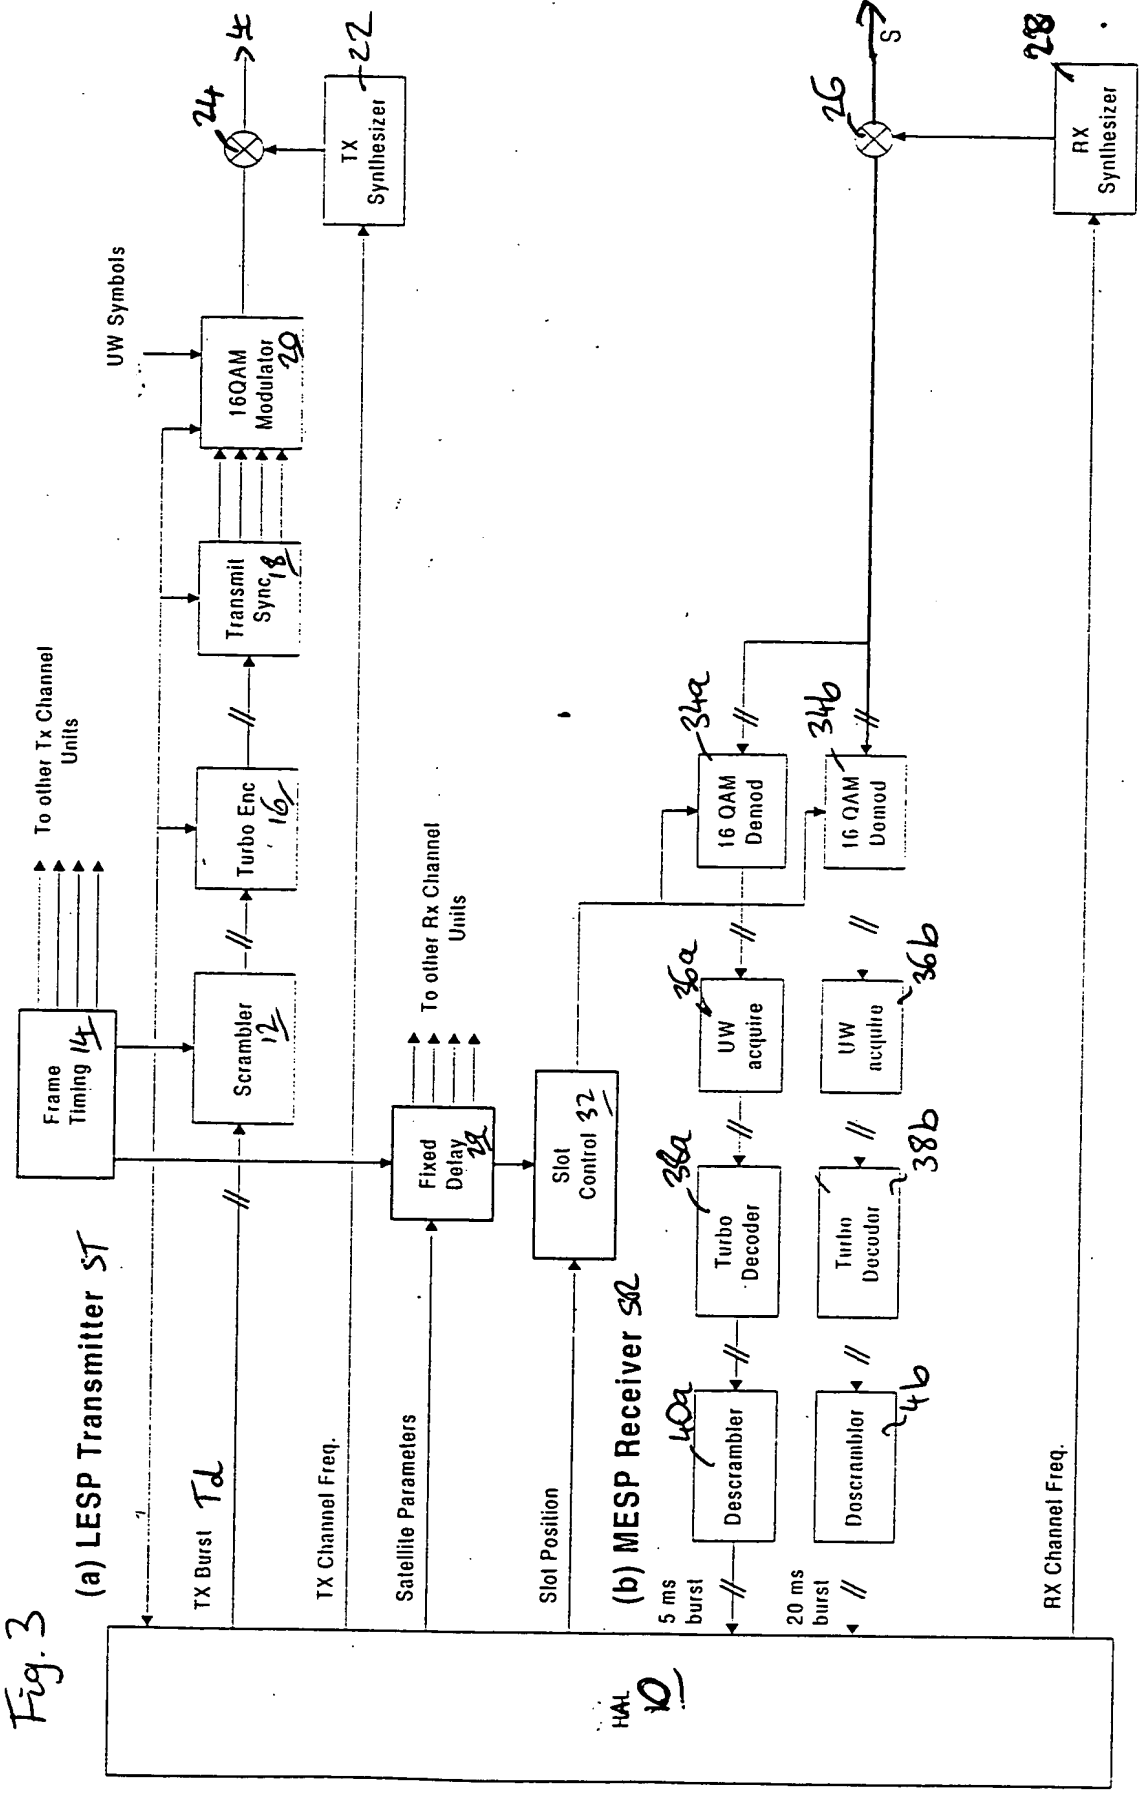 Fig. 3
(a) LESP Transmitter ST
Frame
Timing 14
To other Tx Channel
Units
TX Burst Td
Scrambler
12
Turbo Enc
16
Transmit
Sync 18
UW Symbols
16QAM
Modulator
20
24
TX Channel Freq.
TX
Synthesizer
22
Satellite Parameters
Fixed
Delay
To other Rx Channel
Units
Slot Position
Slot
Control 32
(b) MESP Receiver SR
HAL
10
5 ms
burst
Descrambler
40a
Turbo
Decoder
38a
UW
acquire
36a
16 QAM
Demod
34a
20 ms
burst
Descrambler
4b
Turbo
Decoder
38b
UW
acquire
36b
16 QAM
Demod
34b
26
S
RX Channel Freq.
RX
Synthesizer
28